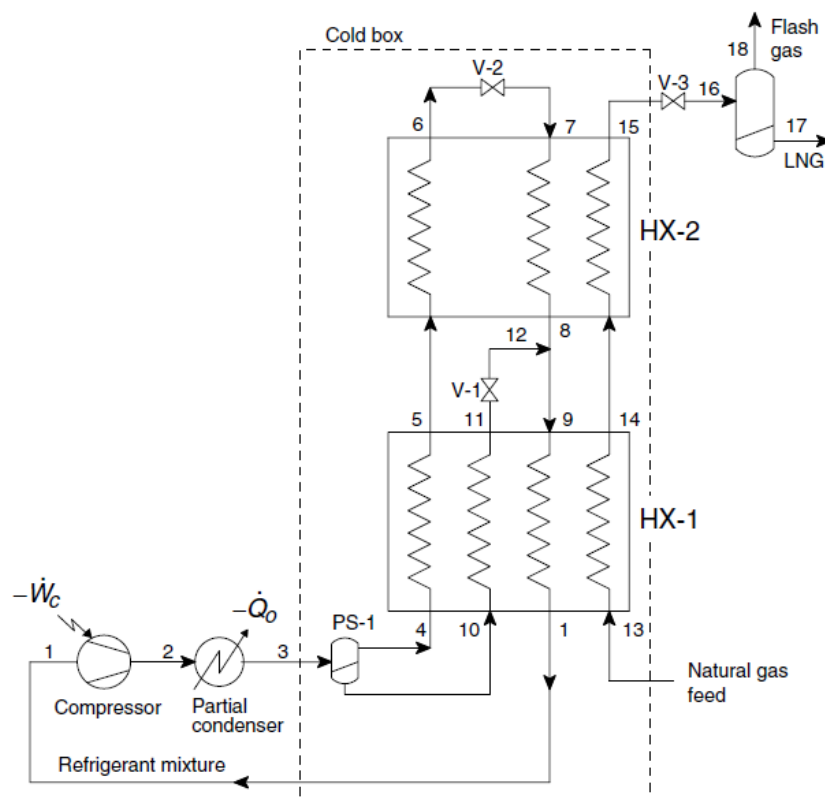 Cold box
V-2
6
7
15
V-3
16
18
Flash
gas
17
LNG
HX-2
12
8
V-1
5
11
9
14
HX-1
−Ẇc
−Q̇o
PS-1
1
2
3
4
10
1
13
Compressor
Partial
condenser
Natural gas
feed
Refrigerant mixture